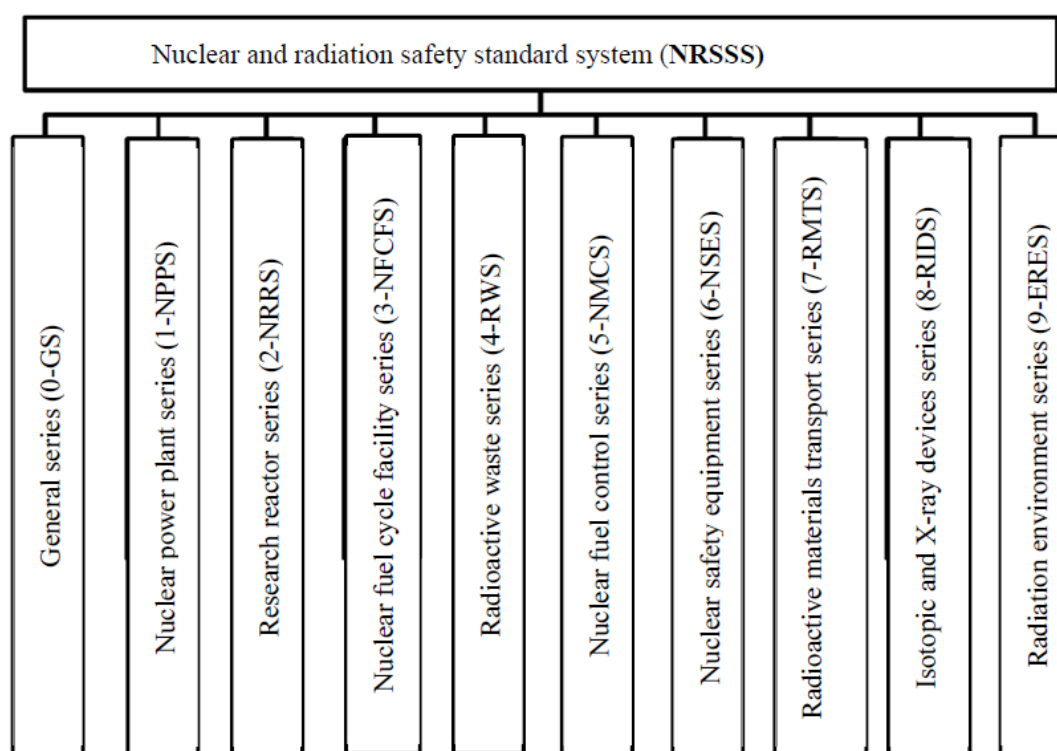 Nuclear and radiation safety standard system (NRSSS)
General series (0-GS)
Nuclear power plant series (1-NPPS)
Research reactor series (2-NRRS)
Nuclear fuel cycle facility series (3-NFCFS)
Radioactive waste series (4-RWS)
Nuclear fuel control series (5-NMCS)
Nuclear safety equipment series (6-NSES)
Radioactive materials transport series (7-RMTS)
Isotopic and X-ray devices series (8-RIDS)
Radiation environment series (9-ERES)